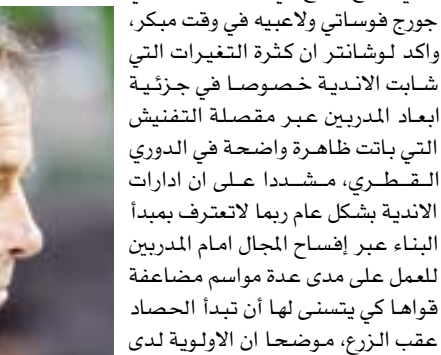 جورج فوساتي ولاعبيه في وقت مبكر،
واكد لوشانتر ان كثرة التغيرات التي
شابت الاندية خصوصا في جزئية
ابعاد المدربين عبر مقصلة التفنيش
التي باتت ظاهرة واضحة في الدوري
القطري، مشددا على ان ادارات
الاندية بشكل عام ربما لاتعترف بمبدأ
البناء عبر إفساح المجال امام المدربين
للعمل على مدى عدة مواسم مضاعفة
قواها كي يتسنى لها أن تبدأ الحصاد
عقب الزرع، موضحا ان الاولوية لدى